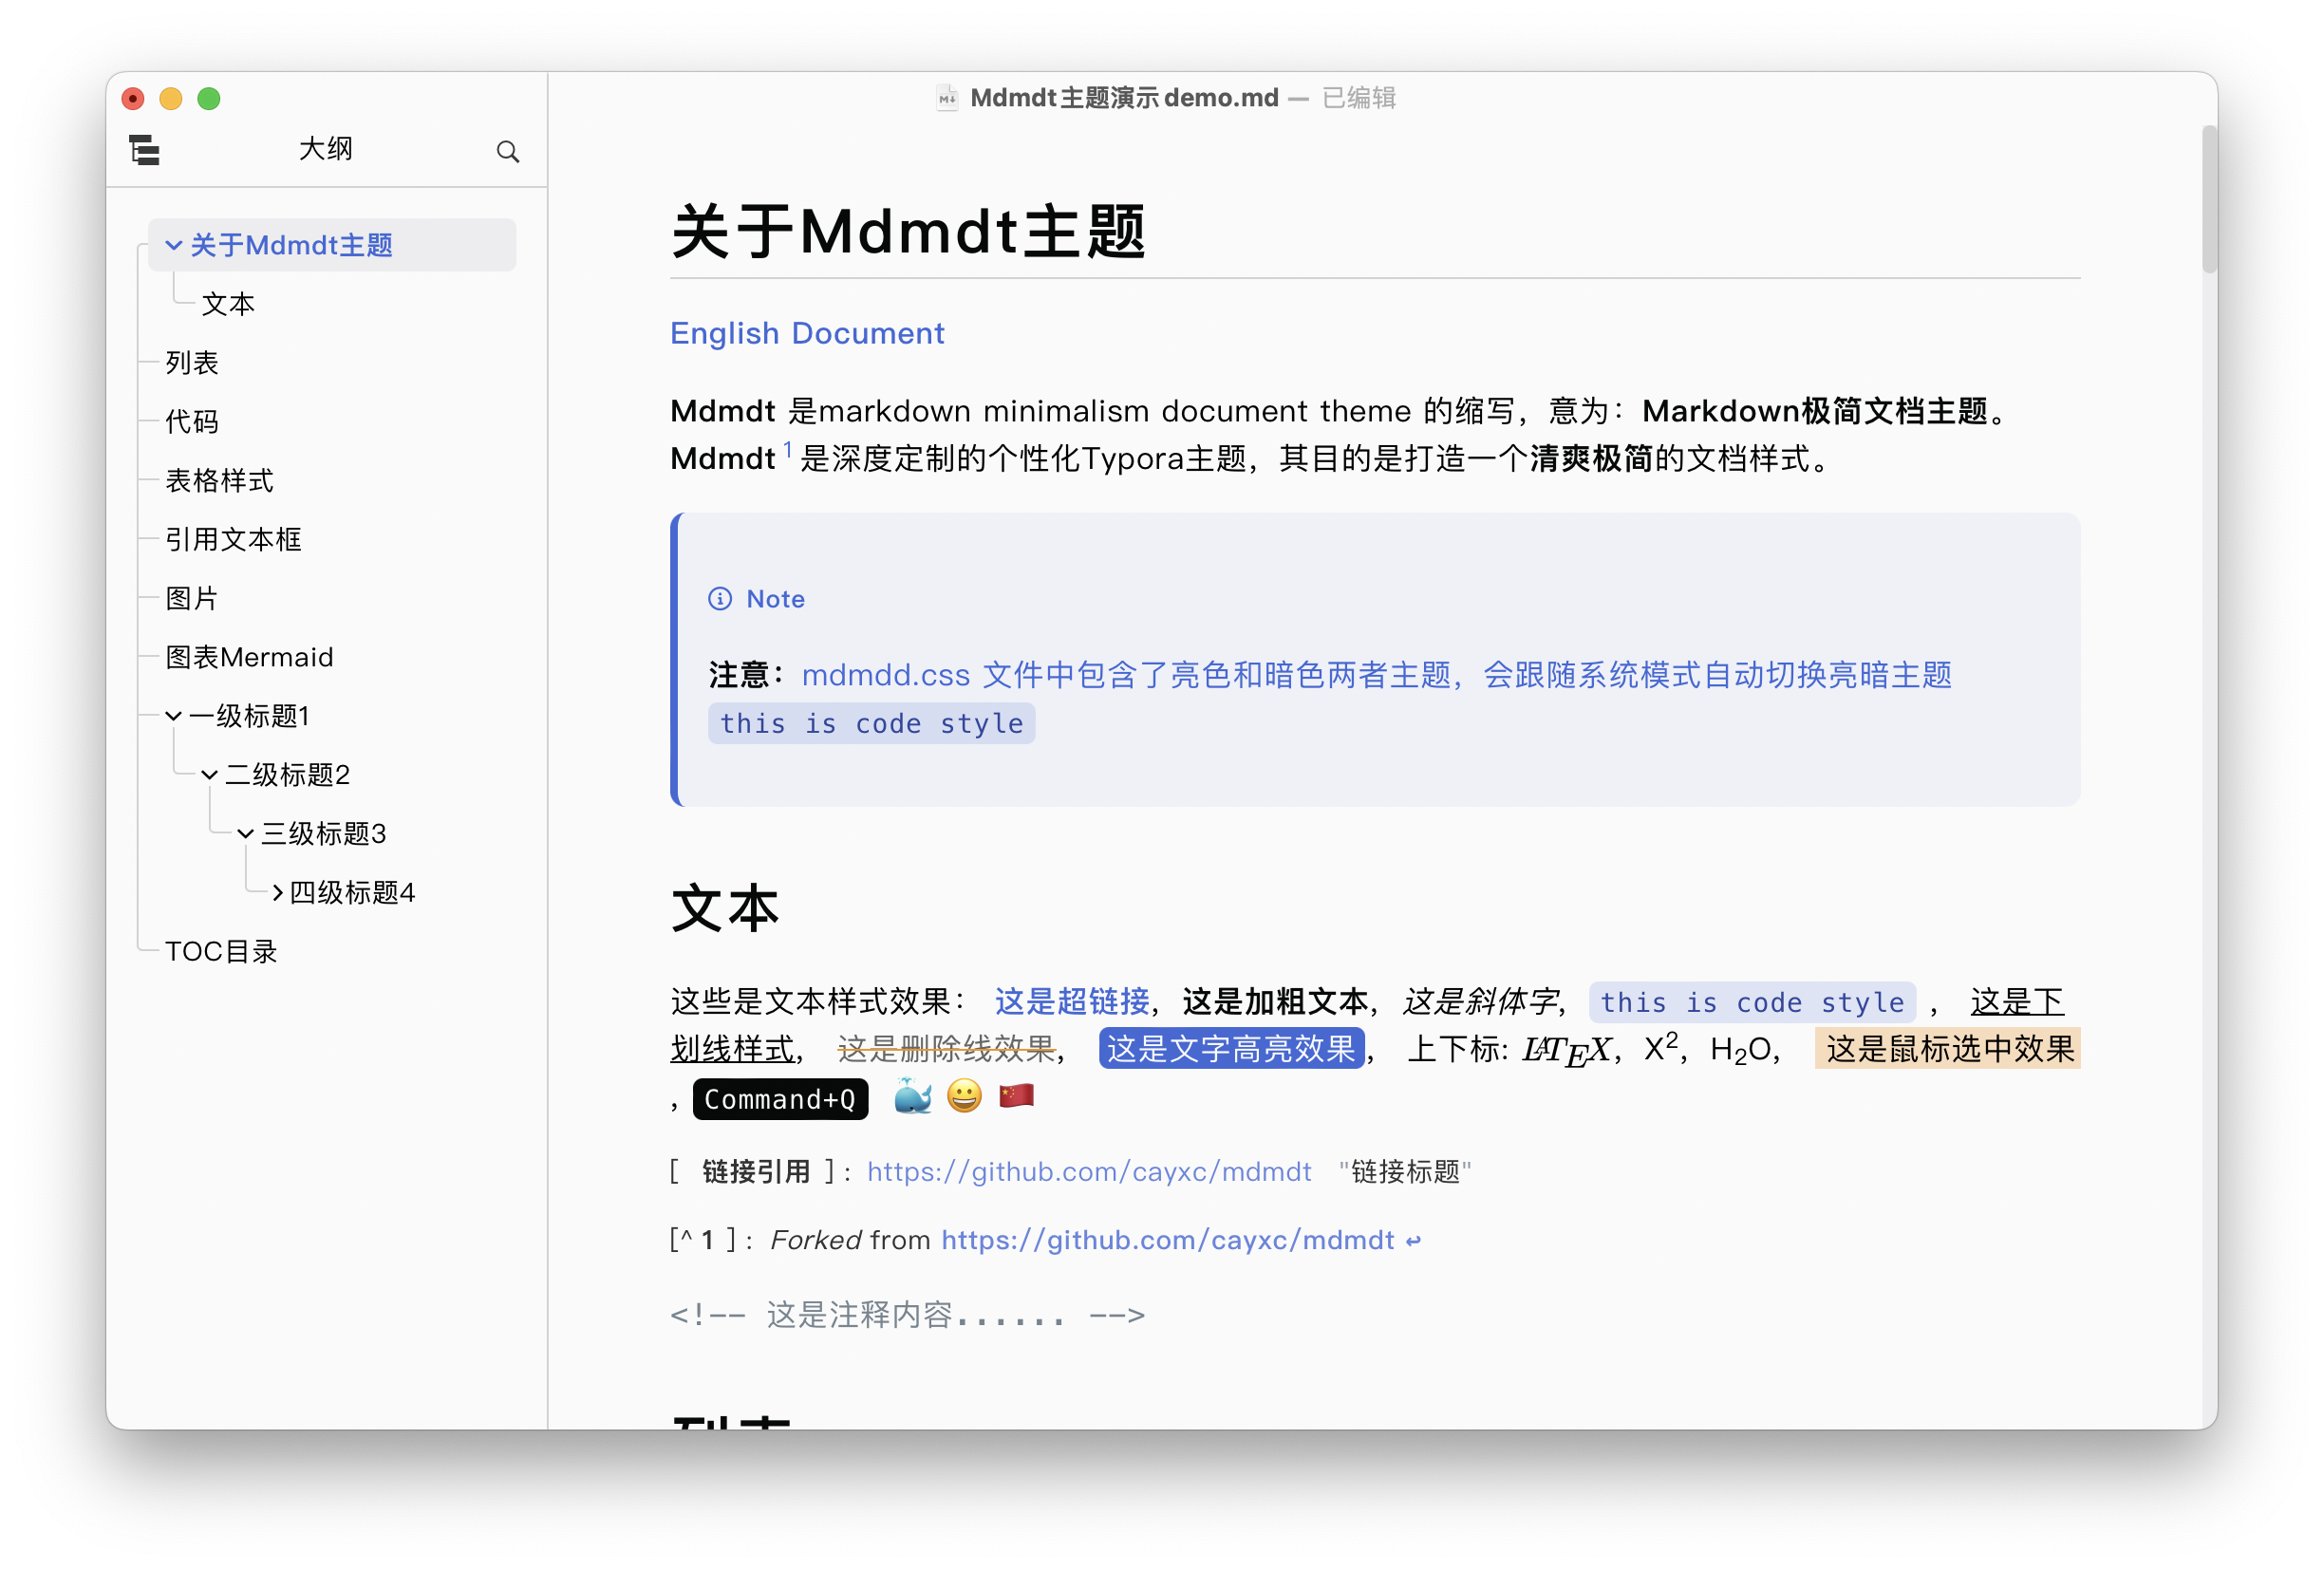 Mdmdt主题演示demo.md — 已编辑
大纲
关于Mdmdt主题
文本
列表
代码
表格样式
引用文本框
图片
图表Mermaid
一级标题1
二级标题2
三级标题3
四级标题4
TOC目录
关于Mdmdt主题
English Document
Mdmdt 是markdown minimalism document theme 的缩写，意为：Markdown极简文档主题。
Mdmdt 1 是深度定制的个性化Typora主题，其目的是打造一个清爽极简的文档样式。
Note
注意：mdmdd.css 文件中包含了亮色和暗色两者主题，会跟随系统模式自动切换亮暗主题
this is code style
文本
这些是文本样式效果： 这是超链接，这是加粗文本，这是斜体字，this is code style ， 这是下
划线样式， 这是删除线效果， 这是文字高亮效果， 上下标: LATEX，X2，H2O， 这是鼠标选中效果
，Command+Q 🐳 😀 🇨🇳
[ 链接引用 ]：https://github.com/cayxc/mdmdt "链接标题"
[^ 1 ]：Forked from https://github.com/cayxc/mdmdt ↩
<!-- 这是注释内容...... -->